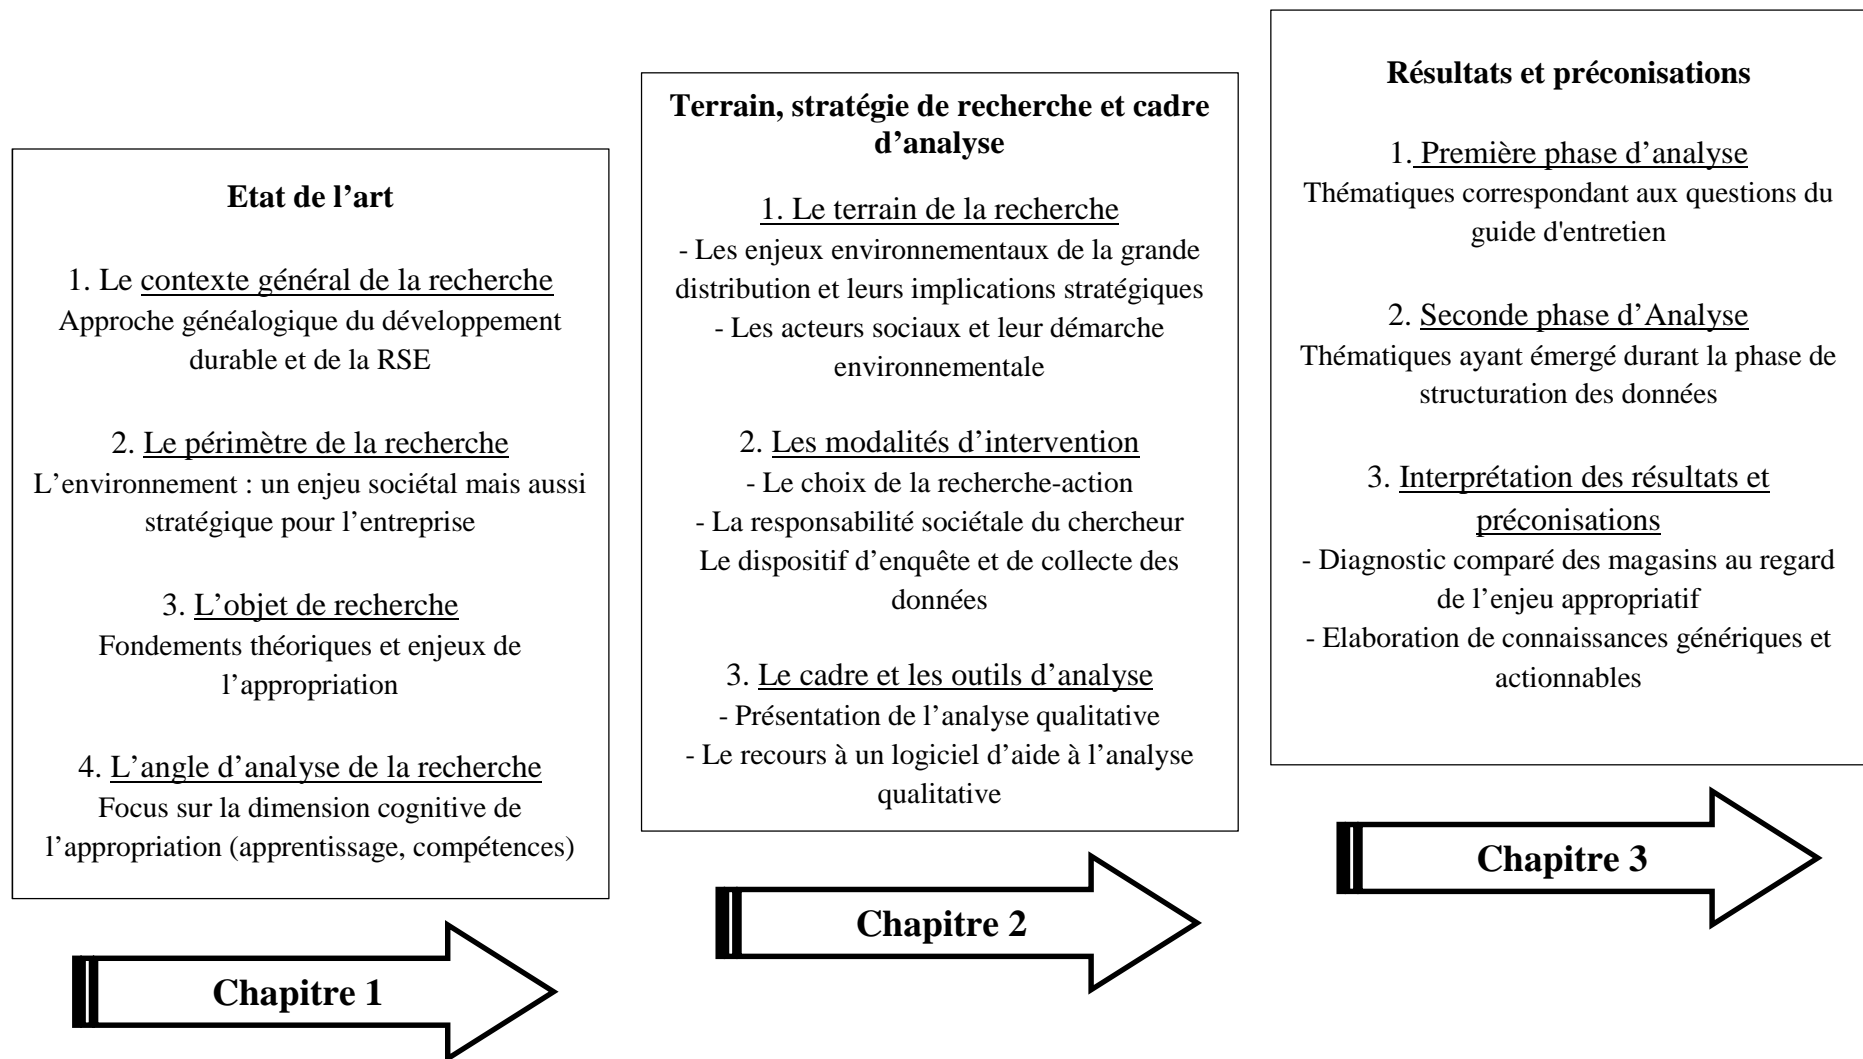 Etat de l’art
1. Le contexte général de la recherche
Approche généalogique du développement
durable et de la RSE
2. Le périmètre de la recherche
L’environnement : un enjeu sociétal mais aussi
stratégique pour l’entreprise
3. L’objet de recherche
Fondements théoriques et enjeux de
l’appropriation
4. L’angle d’analyse de la recherche
Focus sur la dimension cognitive de
l’appropriation (apprentissage, compétences)
Chapitre 1
Terrain, stratégie de recherche et cadre
d’analyse
1. Le terrain de la recherche
- Les enjeux environnementaux de la grande
distribution et leurs implications stratégiques
- Les acteurs sociaux et leur démarche
environnementale
2. Les modalités d’intervention
- Le choix de la recherche-action
- La responsabilité sociétale du chercheur
Le dispositif d’enquête et de collecte des
données
3. Le cadre et les outils d’analyse
- Présentation de l’analyse qualitative
- Le recours à un logiciel d’aide à l’analyse
qualitative
Chapitre 2
Résultats et préconisations
1. Première phase d’analyse
Thématiques correspondant aux questions du
guide d'entretien
2. Seconde phase d’Analyse
Thématiques ayant émergé durant la phase de
structuration des données
3. Interprétation des résultats et
préconisations
- Diagnostic comparé des magasins au regard
de l’enjeu appropriatif
- Elaboration de connaissances génériques et
actionnables
Chapitre 3